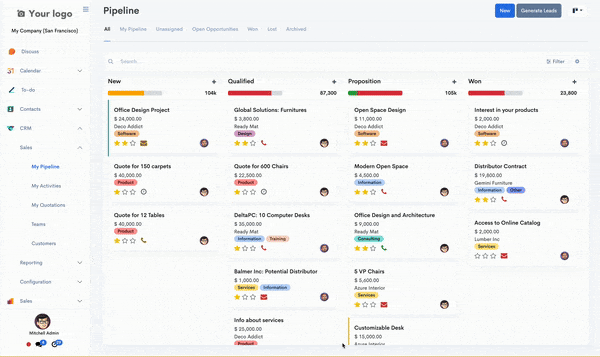 Your logo
My Company (San Francisco)
Discuss
Calendar
To-do
Contacts
CRM
Sales
My Pipeline
My Activities
My Quotations
Teams
Customers
Reporting
Configuration
Sales
Mitchell Admin
Pipeline
New
Generate Leads
All
My Pipeline
Unassigned
Open Opportunities
Won
Lost
Archived
Search...
Filter
New
104k
Office Design Project
$ 24,000.00
Deco Addict
Software
Quote for 150 carpets
$ 40,000.00
Product
Quote for 12 Tables
$ 40,000.00
Product
Qualified
87,300
Global Solutions: Furnitures
$ 3,800.00
Ready Mat
Design
Quote for 600 Chairs
$ 22,500.00
Product
DeltaPC: 10 Computer Desks
$ 35,000.00
Ready Mat
Information Training
Balmer Inc: Potential Distributor
$ 1,000.00
Services Information
Info about services
$ 25,000.00
Deco Addict
Product
Proposition
105k
Open Space Design
$ 11,000.00
Deco Addict
Software
Modern Open Space
$ 4,500.00
Information
Office Design and Architecture
$ 9,000.00
Ready Mat
Consulting
5 VP Chairs
$ 5,600.00
Azure Interior
Services
Customizable Desk
$ 15,000.00
Azure Interior
Won
23,800
Interest in your products
$ 2,000.00
Deco Addict
Software
Distributor Contract
$ 19,800.00
Gemini Furniture
Information Other
Access to Online Catalog
$ 2,000.00
Lumber Inc
Services